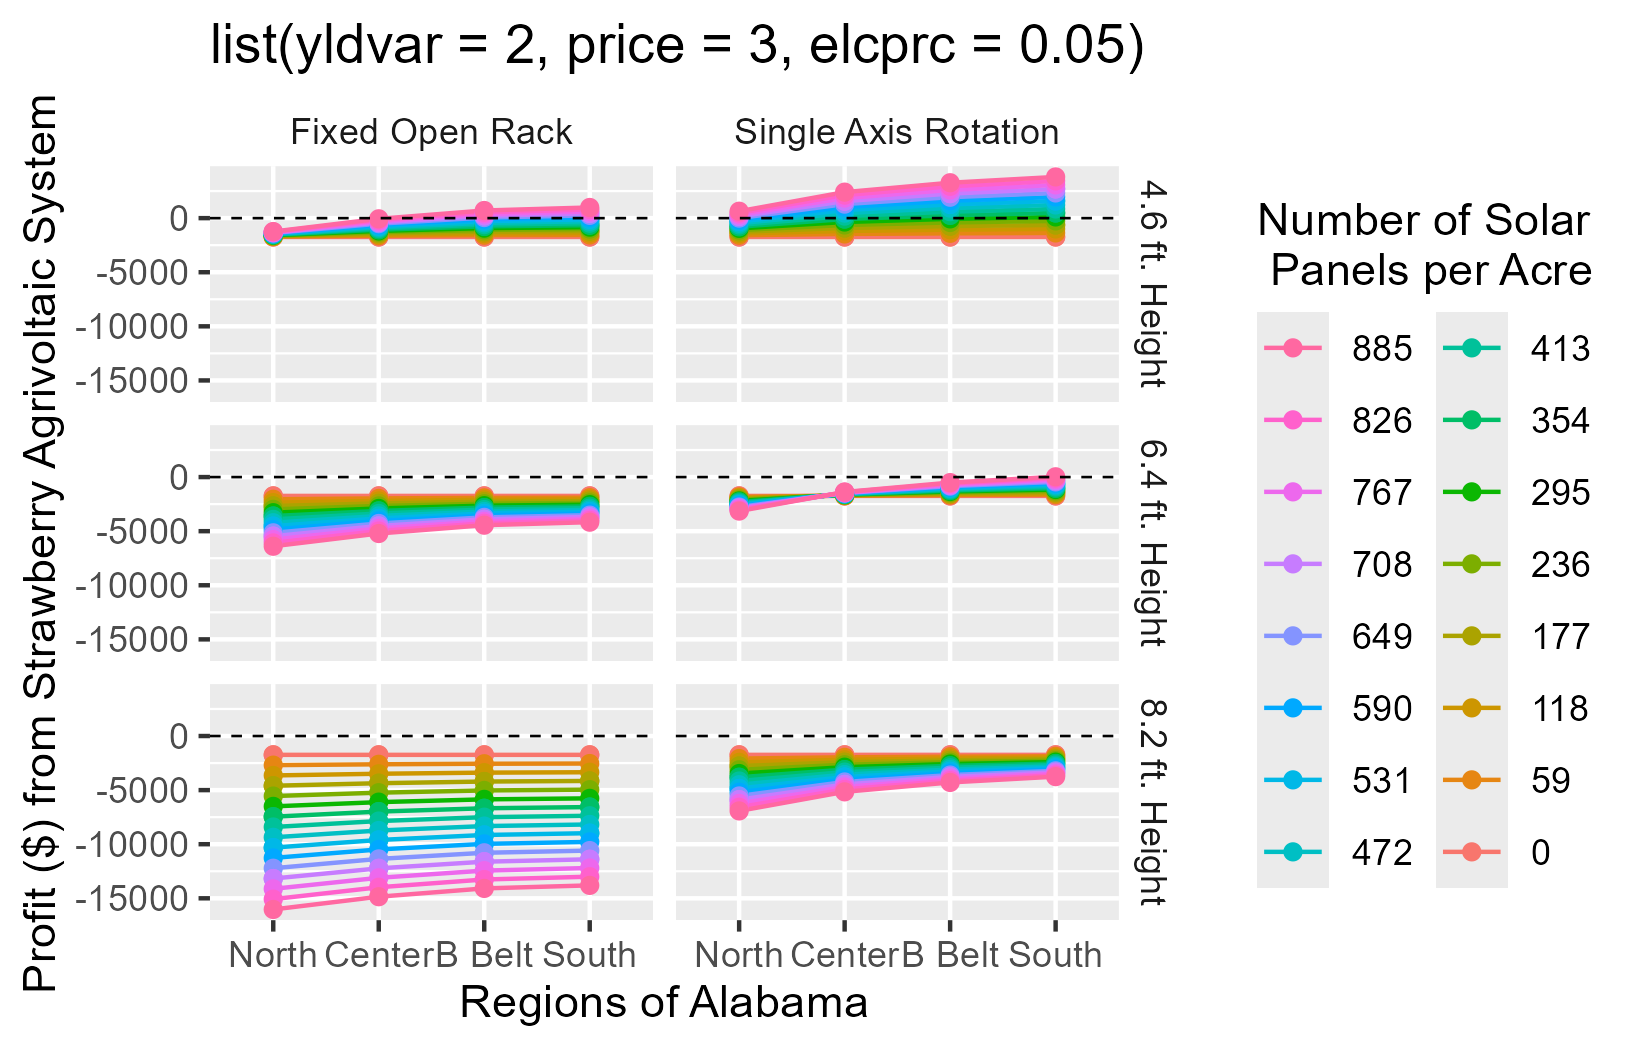 list(yldvar = 2, price = 3, elcprc = 0.05)
Fixed Open Rack
Single Axis Rotation
Profit ($) from Strawberry Agrivoltaic System
0
-5000
-10000
-15000
4.6 ft. Height
0
-5000
-10000
-15000
6.4 ft. Height
0
-5000
-10000
-15000
8.2 ft. Height
North Center B Belt South
North Center B Belt South
Regions of Alabama
Number of Solar
Panels per Acre
885
826
767
708
649
590
531
472
413
354
295
236
177
118
59
0